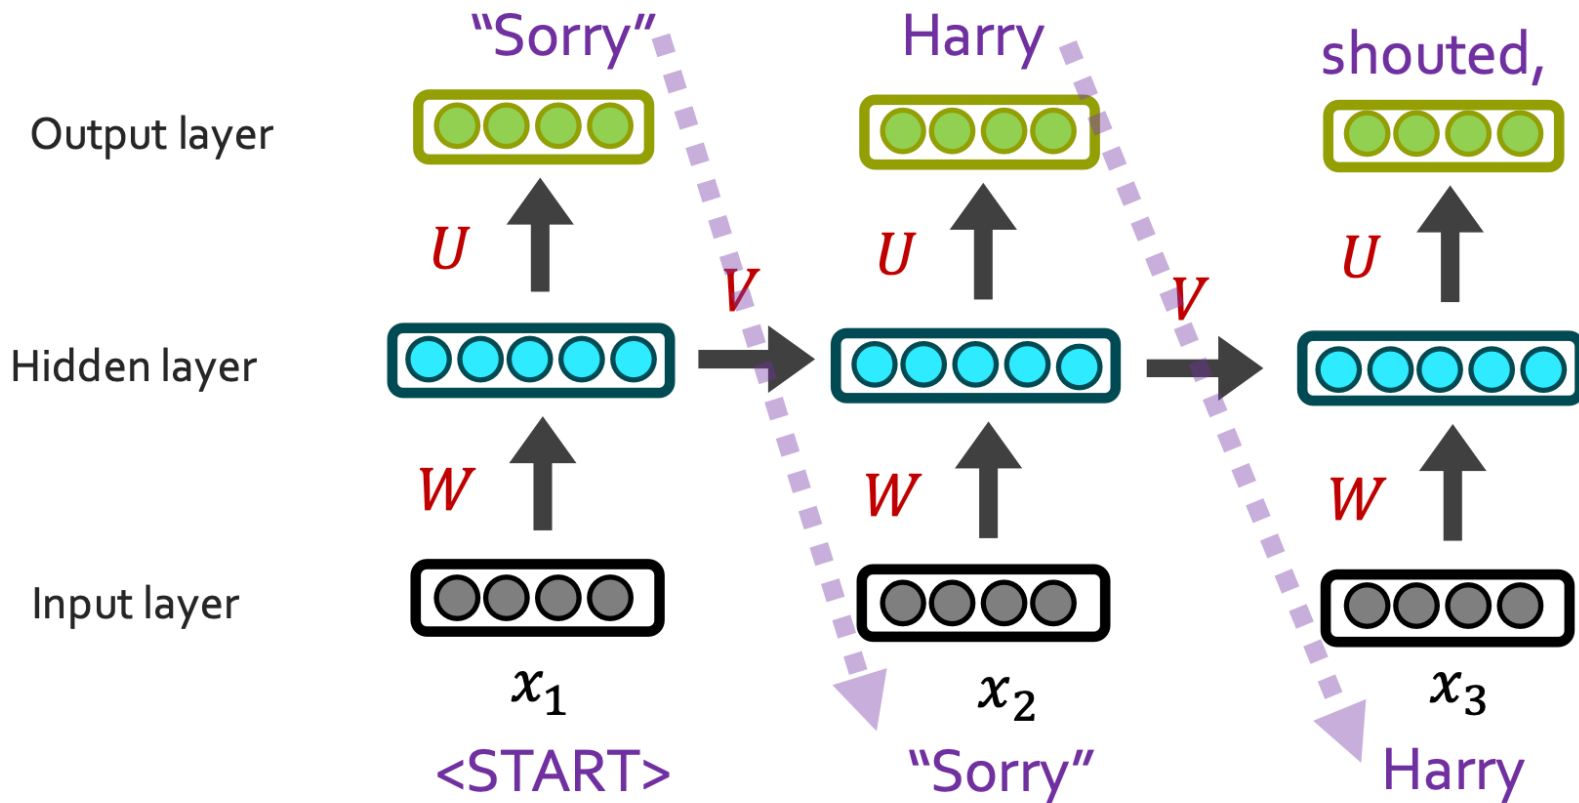 “Sorry” Harry shouted,
Output layer
U U U
V V
Hidden layer
W W W
Input layer
x₁ x₂ x₃
<START> “Sorry” Harry